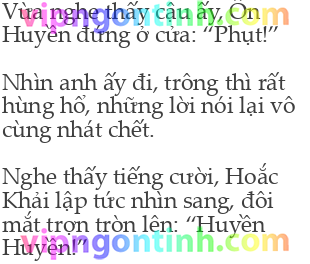 Vừa nghe thấy câu ấy, Ôn
Huyền đứng ở cửa: “Phụt!”
Nhìn anh ấy đi, trông thì rất
hùng hổ, những lời nói lại vô
cùng nhát chết.
Nghe thấy tiếng cười, Hoắc
Khải lập tức nhìn sang, đôi
mắt trợn tròn lên: “Huyền
Huyền!”
vipngontinh.com
vipngontinh.com